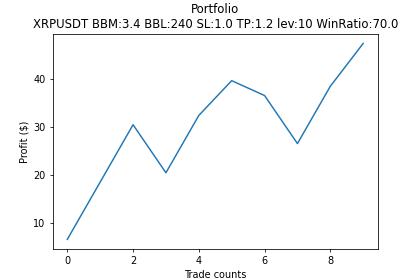 Portfolio
XRPUSDT BBM:3.4 BBL:240 SL:1.0 TP:1.2 lev:10 WinRatio:70.0
Profit ($)
40
30
20
10
0 2 4 6 8
Trade counts